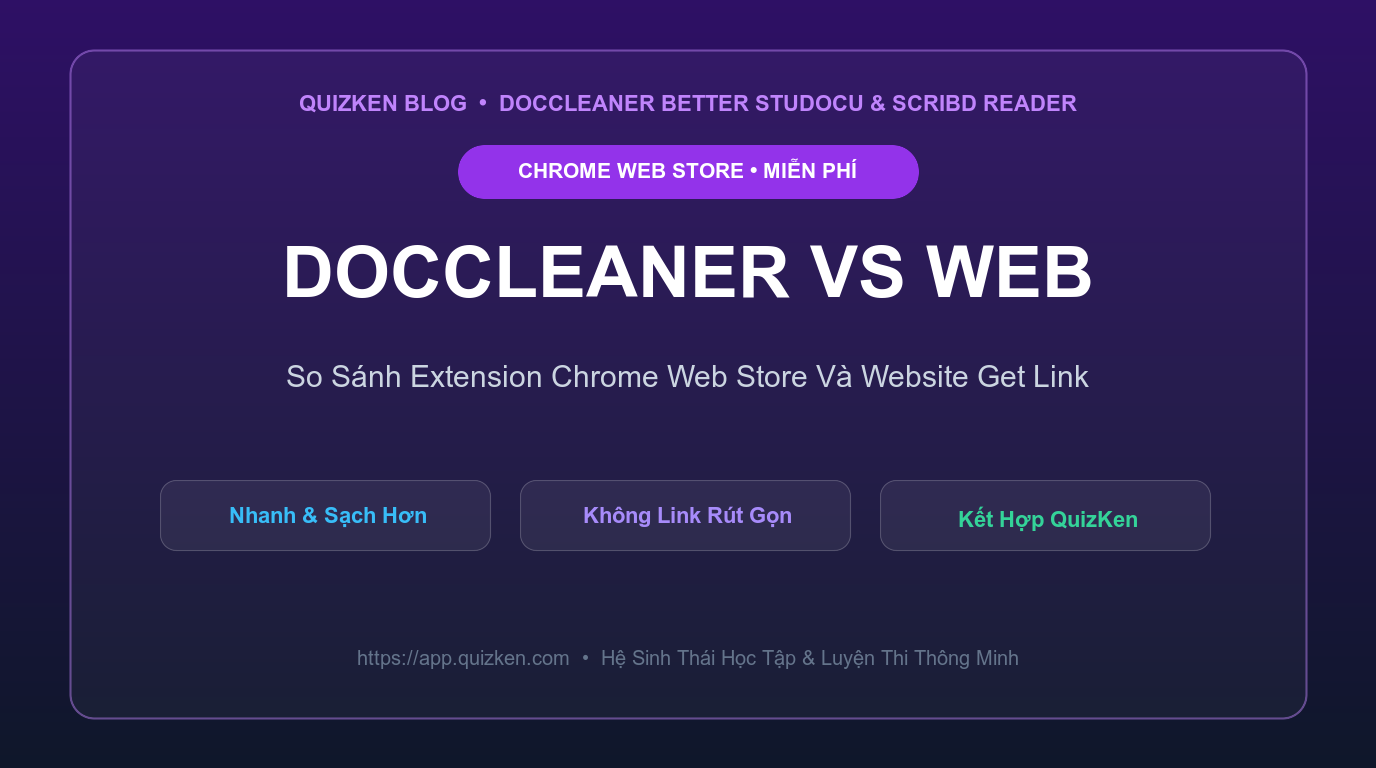 QUIZKEN BLOG • DOCCLEANER BETTER STUDOCU & SCRIBD READER
CHROME WEB STORE • MIỄN PHÍ
DOCCLEANER VS WEB
So Sánh Extension Chrome Web Store Và Website Get Link
Nhanh & Sạch Hơn
Không Link Rút Gọn
Kết Hợp QuizKen
https://app.quizken.com • Hệ Sinh Thái Học Tập & Luyện Thi Thông Minh